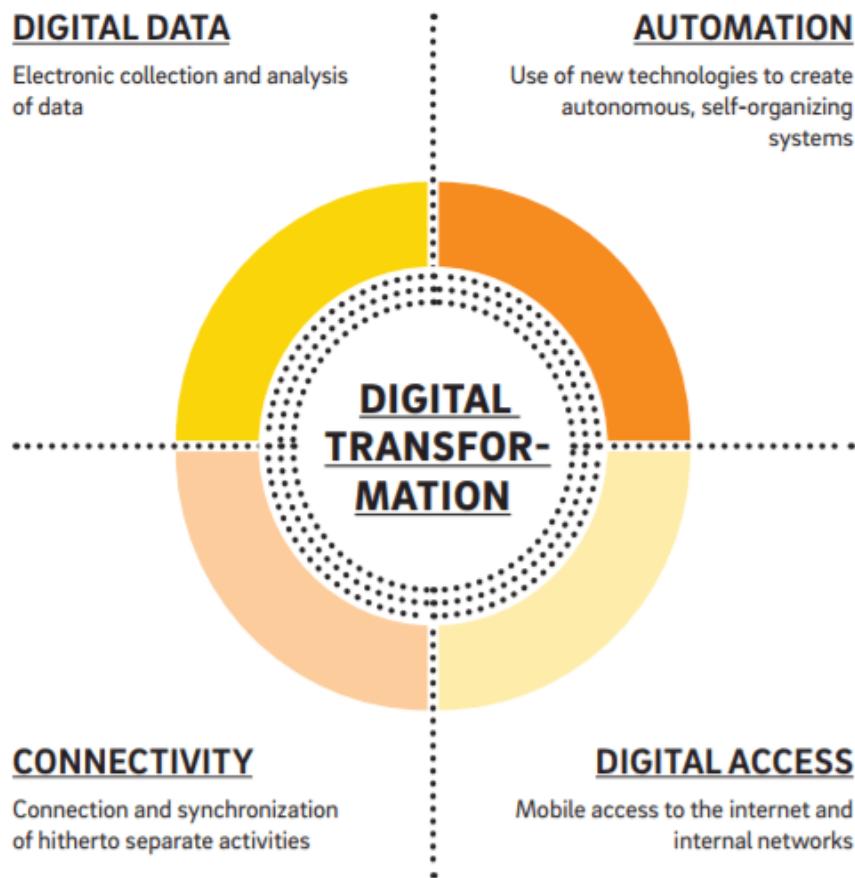 DIGITAL DATA
Electronic collection and analysis
of data
AUTOMATION
Use of new technologies to create
autonomous, self-organizing
systems
DIGITAL
TRANSFOR-
MATION
CONNECTIVITY
Connection and synchronization
of hitherto separate activities
DIGITAL ACCESS
Mobile access to the internet and
internal networks